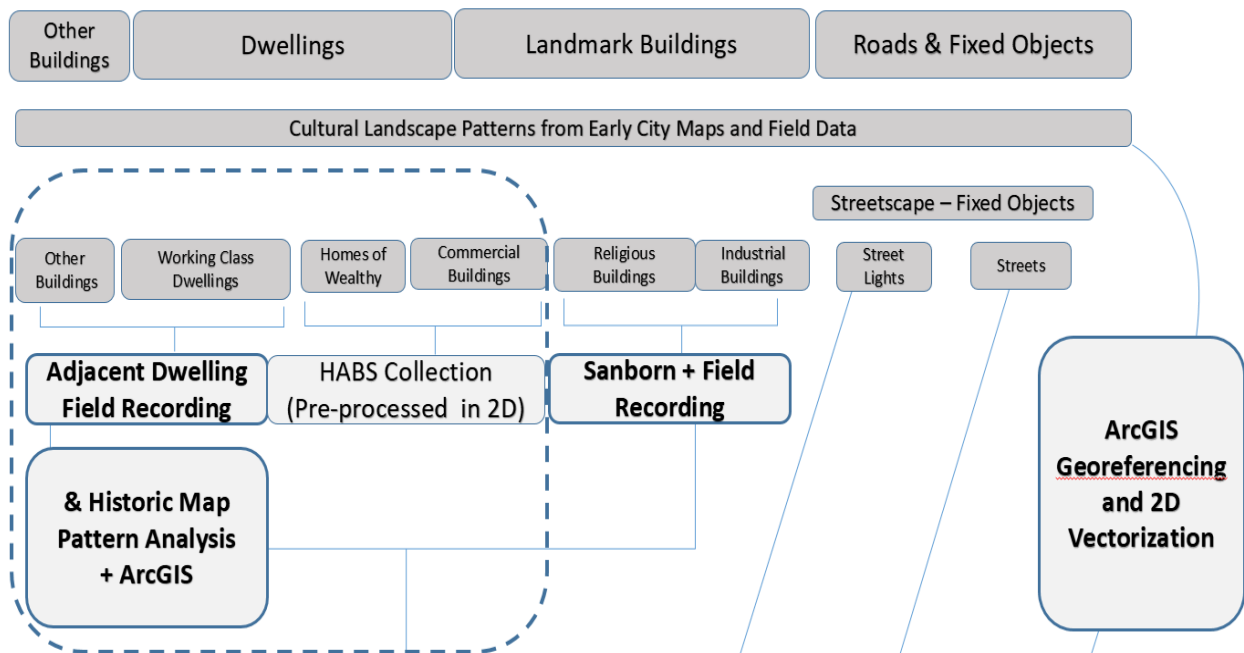 Other
Buildings
Dwellings
Landmark Buildings
Roads & Fixed Objects
Cultural Landscape Patterns from Early City Maps and Field Data
Streetscape – Fixed Objects
Other
Buildings
Working Class
Dwellings
Homes of
Wealthy
Commercial
Buildings
Religious
Buildings
Industrial
Buildings
Street
Lights
Streets
Adjacent Dwelling
Field Recording
HABS Collection
(Pre-processed in 2D)
Sanborn + Field
Recording
& Historic Map
Pattern Analysis
+ ArcGIS
ArcGIS
Georeferencing
and 2D
Vectorization